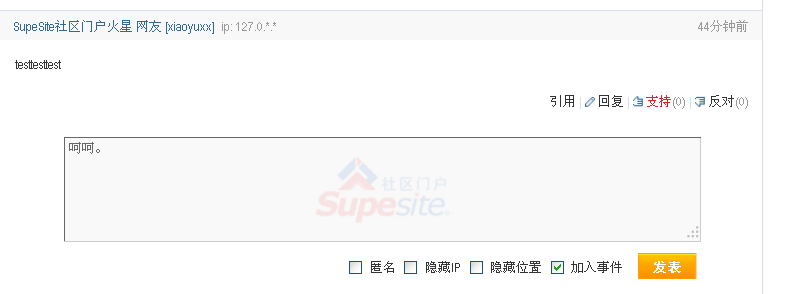 SupeSite社区门户火星 网友 [xiaoyuxx] ip: 127.0.*.* 44分钟前
testtesttest
引用 | 回复 | 支持(0) | 反对(0)
呵呵。
社区门户
Supesite
匿名 隐藏IP 隐藏位置 加入事件 发表